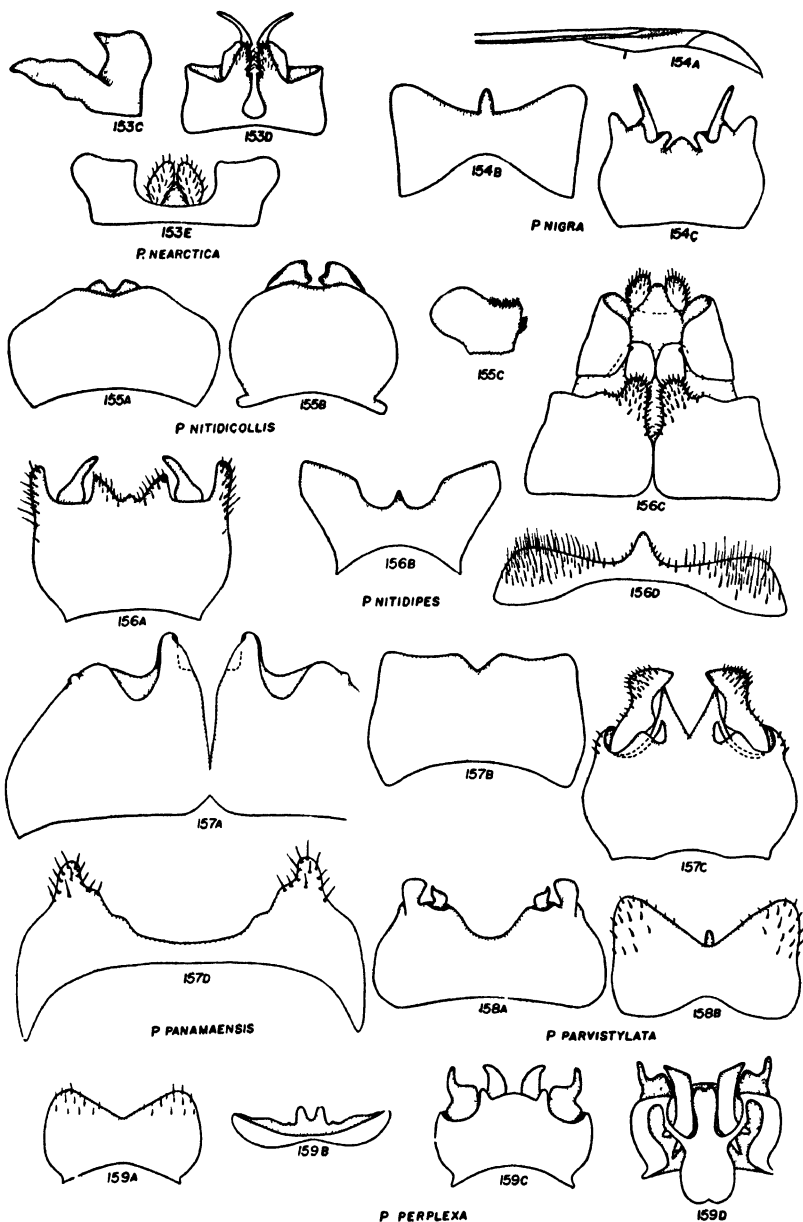 153C
153D
154A
154B
153E
154C
P. NEARCTICA
P NIGRA
155A
155B
155C
P NITIDICOLLIS
156C
156A
156B
156D
P NITIDIPES
157A
157B
157C
157D
158A
158B
P PANAMAENSIS
P PARVISTYLATA
159A
159B
159C
159D
P PERPLEXA